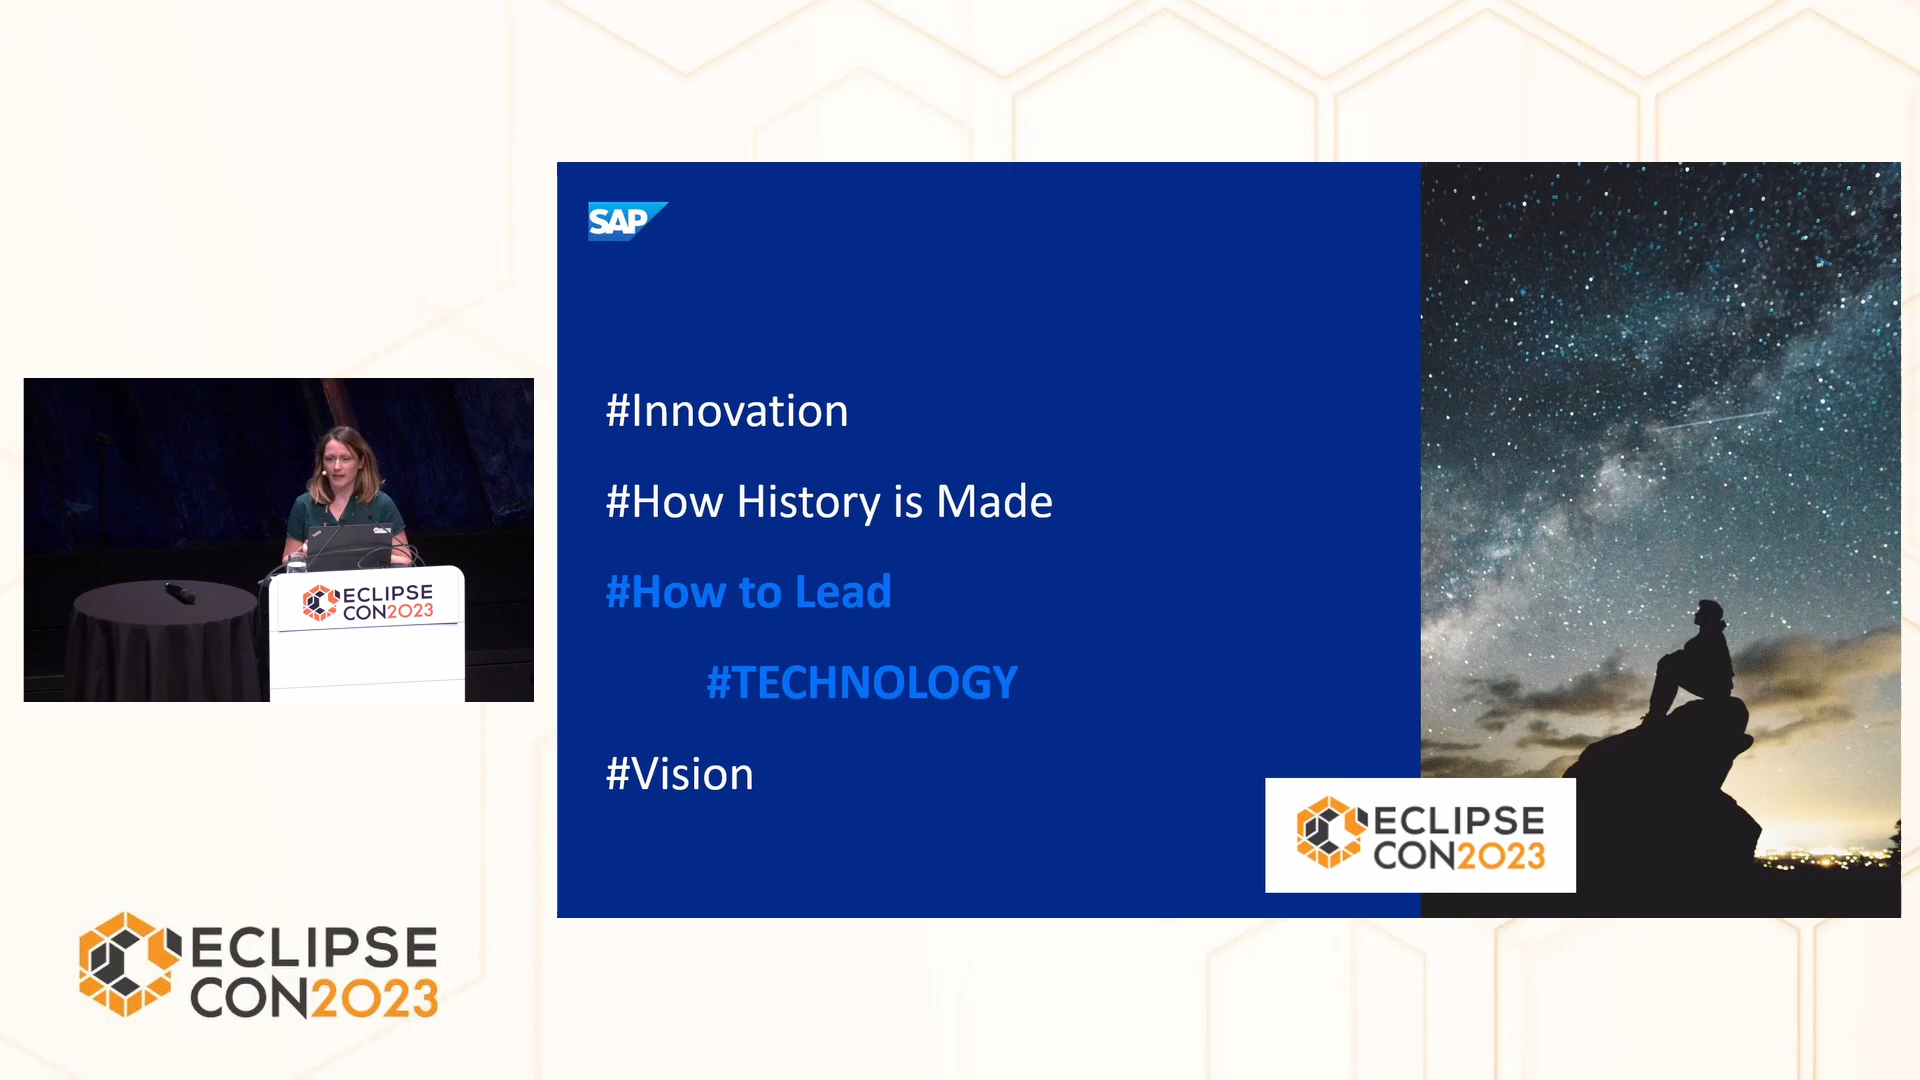 SAP
#Innovation
#How History is Made
#How to Lead
#TECHNOLOGY
#Vision
ECLIPSE
CON2023
ECLIPSE
CON2023
ECLIPSE
CON2023